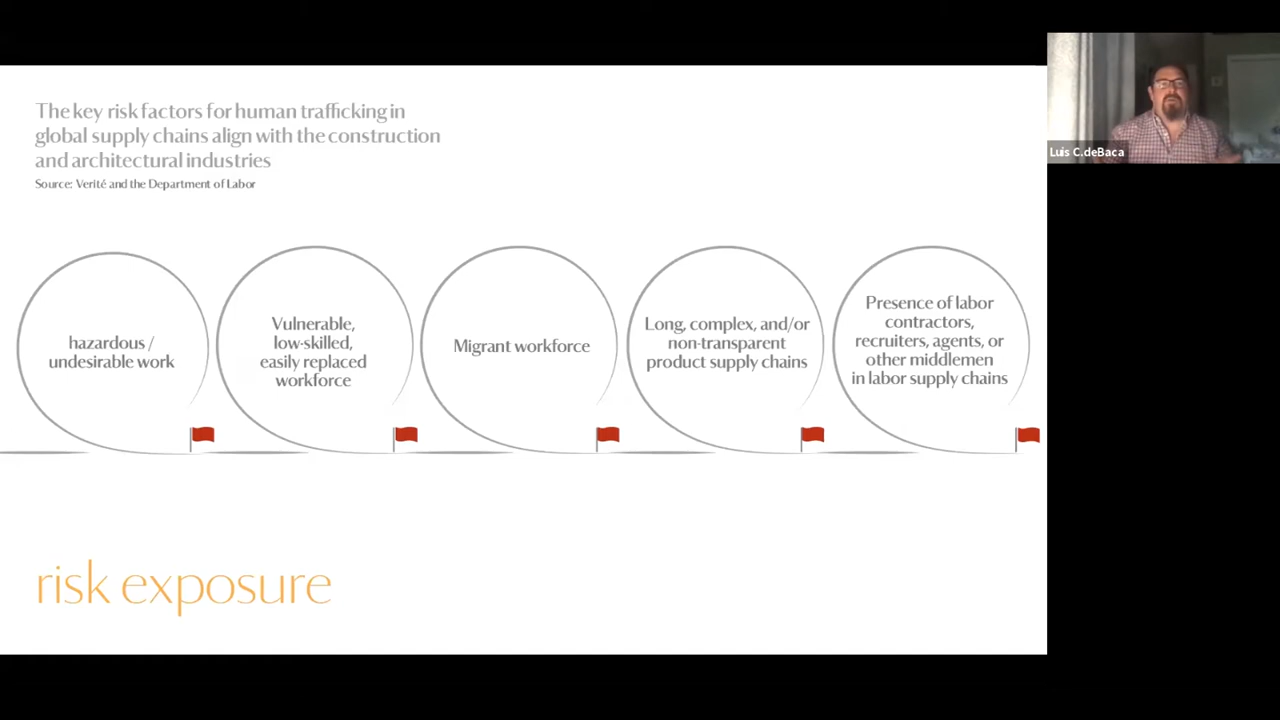 The key risk factors for human trafficking in
global supply chains align with the construction
and architectural industries
Source: Verité and the Department of Labor
hazardous /
undesirable work
Vulnerable,
low-skilled,
easily replaced
workforce
Migrant workforce
Long, complex, and/or
non-transparent
product supply chains
Presence of labor
contractors,
recruiters, agents, or
other middlemen
in labor supply chains
risk exposure
Luis C.deBaca